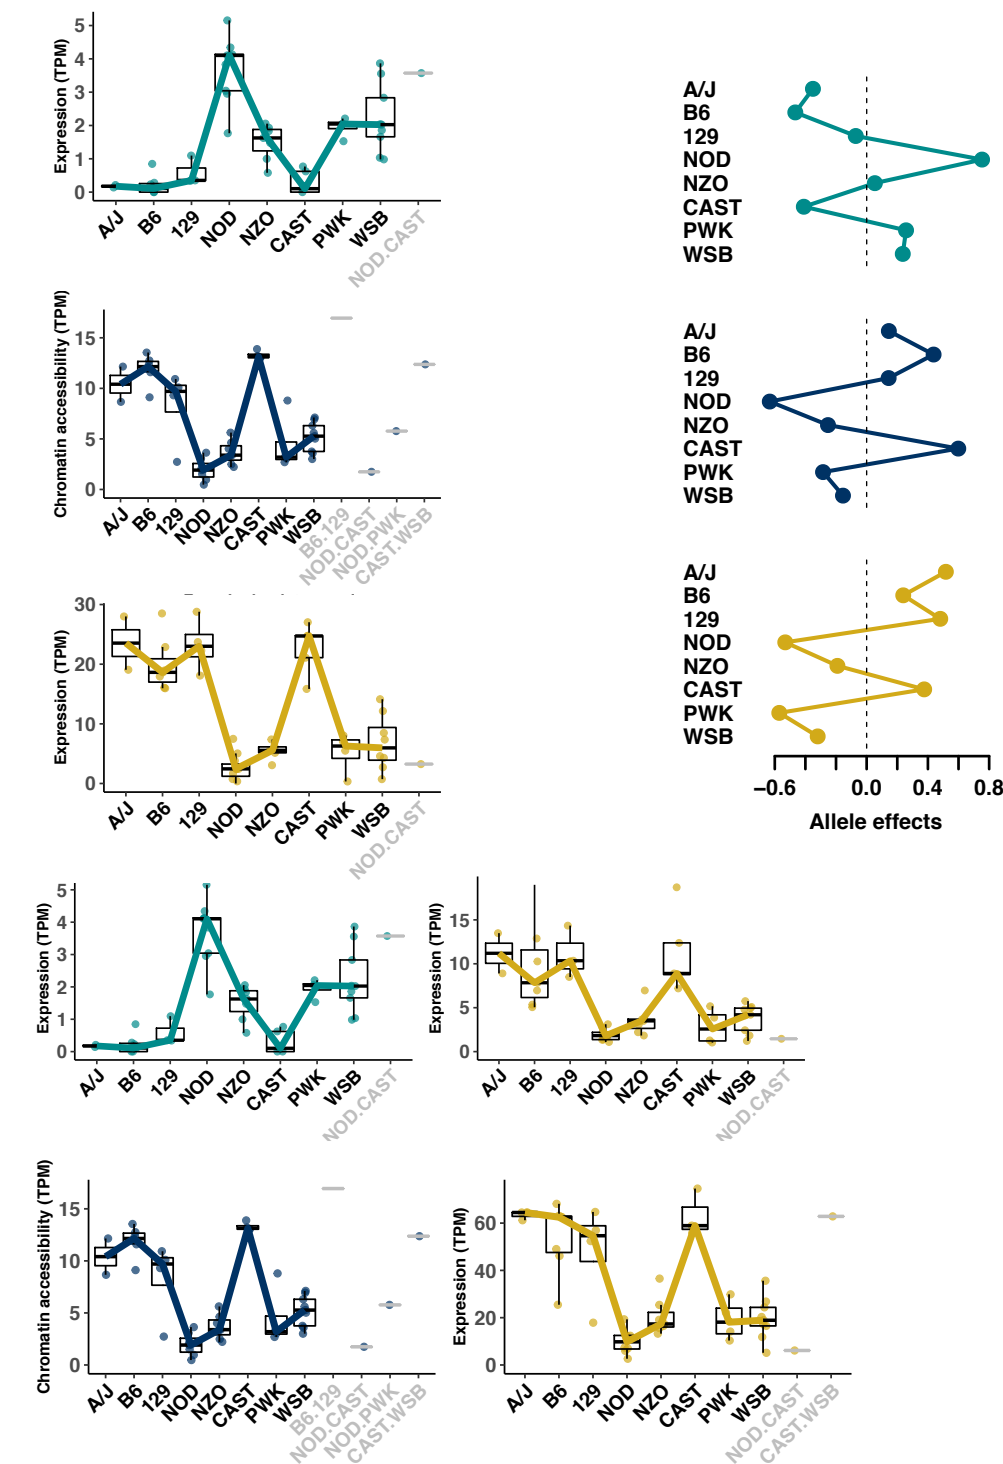 Expression (TPM)
5
4
3
2
1
0
A/J B6 129 NOD NZO CAST PWK WSB NOD.CAST
A/J
B6
129
NOD
NZO
CAST
PWK
WSB
Chromatin accessibility (TPM)
15
10
5
0
A/J B6 129 NOD NZO CAST PWK WSB B6.129 NOD.CAST NOD.PWK CAST.WSB
A/J
B6
129
NOD
NZO
CAST
PWK
WSB
Expression (TPM)
30
20
10
0
A/J B6 129 NOD NZO CAST PWK WSB NOD.CAST
A/J
B6
129
NOD
NZO
CAST
PWK
WSB
−0.6 0.0 0.4 0.8
Allele effects
Expression (TPM)
5
4
3
2
1
0
A/J B6 129 NOD NZO CAST PWK WSB NOD.CAST
Expression (TPM)
15
10
5
0
A/J B6 129 NOD NZO CAST PWK WSB NOD.CAST
Chromatin accessibility (TPM)
15
10
5
0
A/J B6 129 NOD NZO CAST PWK WSB B6.129 NOD.CAST NOD.PWK CAST.WSB
Expression (TPM)
60
40
20
0
A/J B6 129 NOD NZO CAST PWK WSB NOD.CAST CAST.WSB